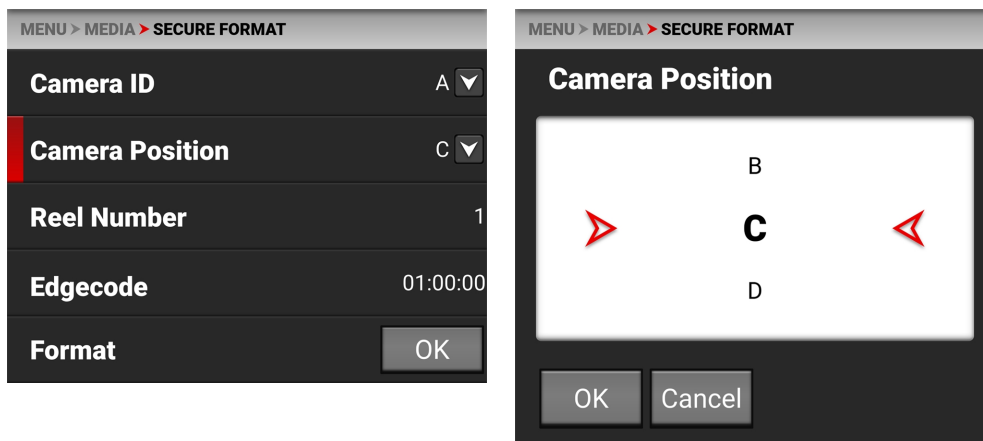 MENU > MEDIA > SECURE FORMAT
Camera ID A
Camera Position C
Reel Number 1
Edgecode 01:00:00
Format OK
MENU > MEDIA > SECURE FORMAT
Camera Position
B
C
D
OK Cancel